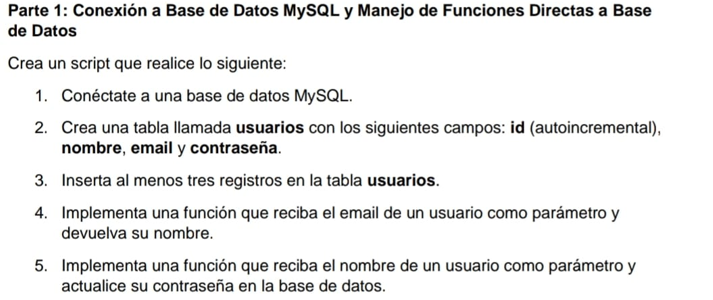 Parte 1: Conexión a Base de Datos MySQL y Manejo de Funciones Directas a Base
de Datos
Crea un script que realice lo siguiente:
1. Conéctate a una base de datos MySQL.
2. Crea una tabla llamada usuarios con los siguientes campos: id (autoincremental),
nombre, email y contraseña.
3. Inserta al menos tres registros en la tabla usuarios.
4. Implementa una función que reciba el email de un usuario como parámetro y
devuelva su nombre.
5. Implementa una función que reciba el nombre de un usuario como parámetro y
actualice su contraseña en la base de datos.